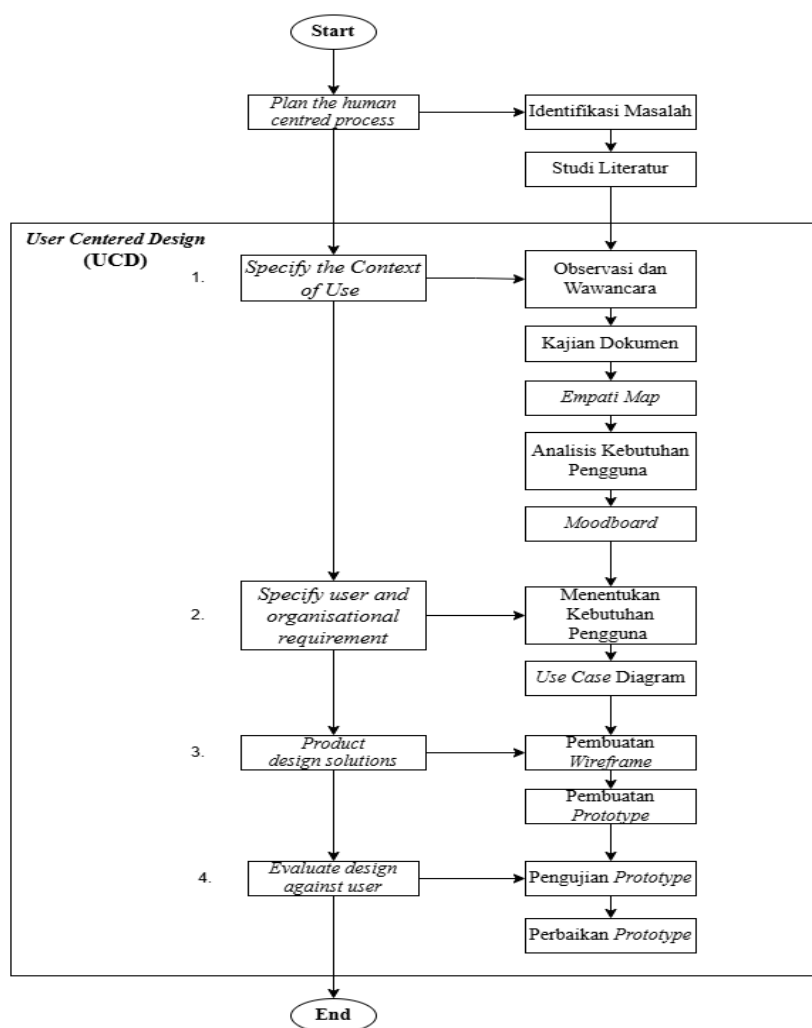 Start
Plan the human
centred process
Identifikasi Masalah
Studi Literatur
User Centered Design
(UCD)
1.
Specify the Context
of Use
Observasi dan
Wawancara
Kajian Dokumen
Empati Map
Analisis Kebutuhan
Pengguna
Moodboard
2.
Specify user and
organisational
requirement
Menentukan
Kebutuhan
Pengguna
Use Case Diagram
3.
Product
design solutions
Pembuatan
Wireframe
Pembuatan
Prototype
4.
Evaluate design
against user
Pengujian Prototype
Perbaikan Prototype
End